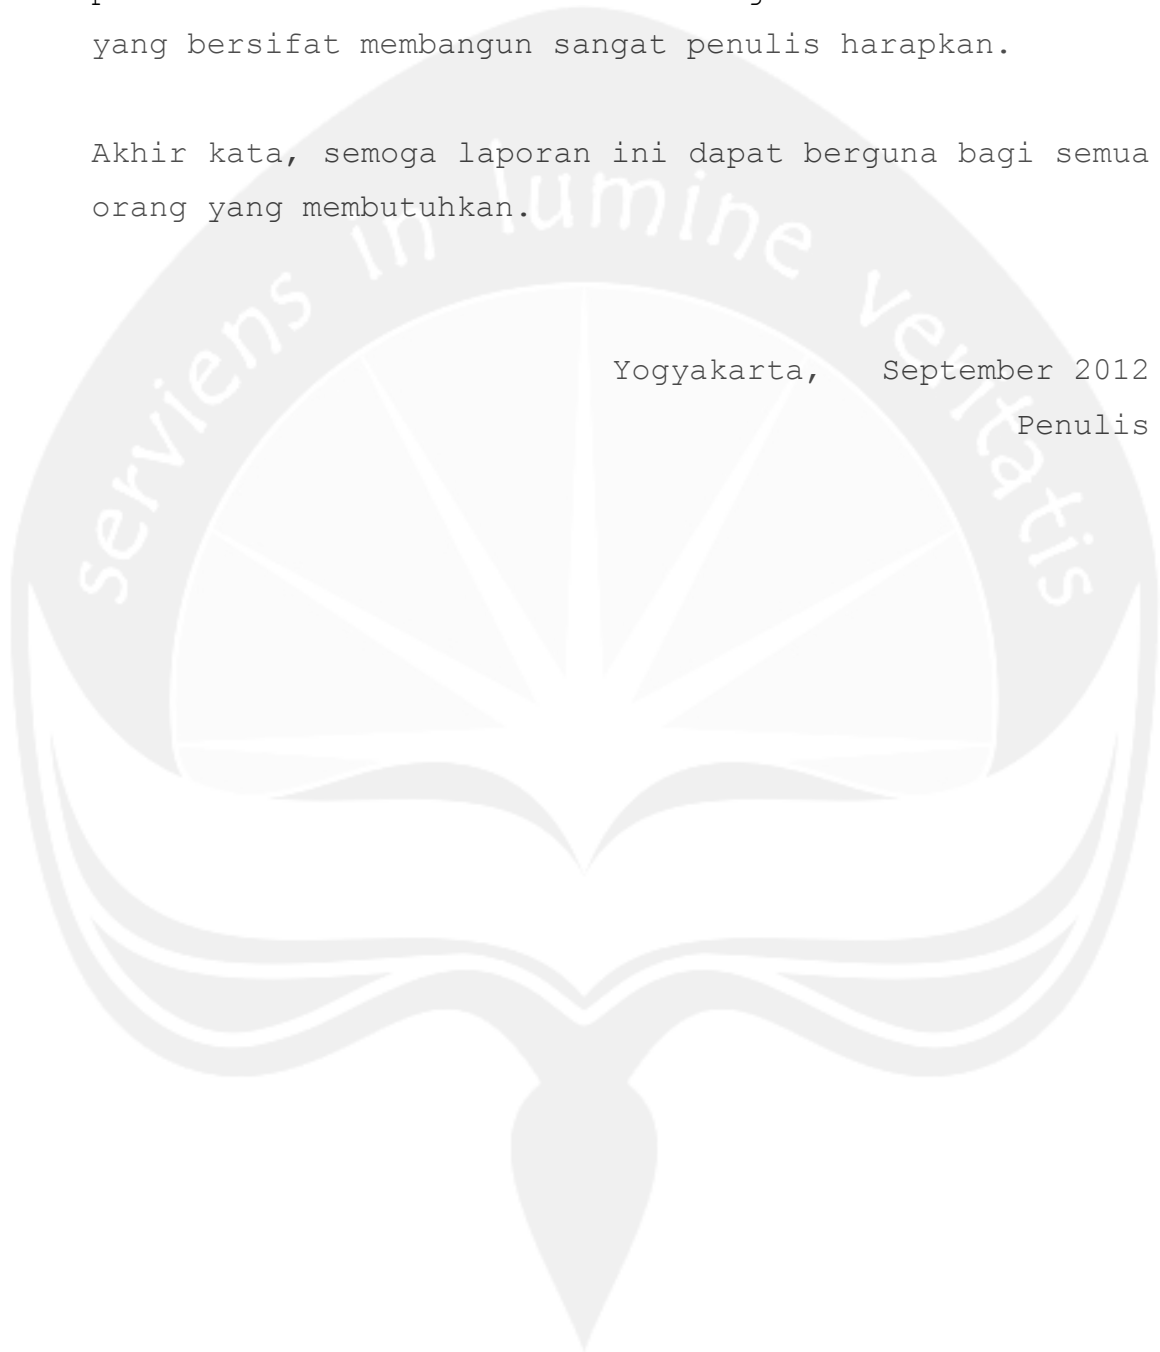 yang bersifat membangun sangat penulis harapkan.
Akhir kata, semoga laporan ini dapat berguna bagi semua
orang yang membutuhkan.
Yogyakarta, September 2012
Penulis
serviens in lumine veritatis